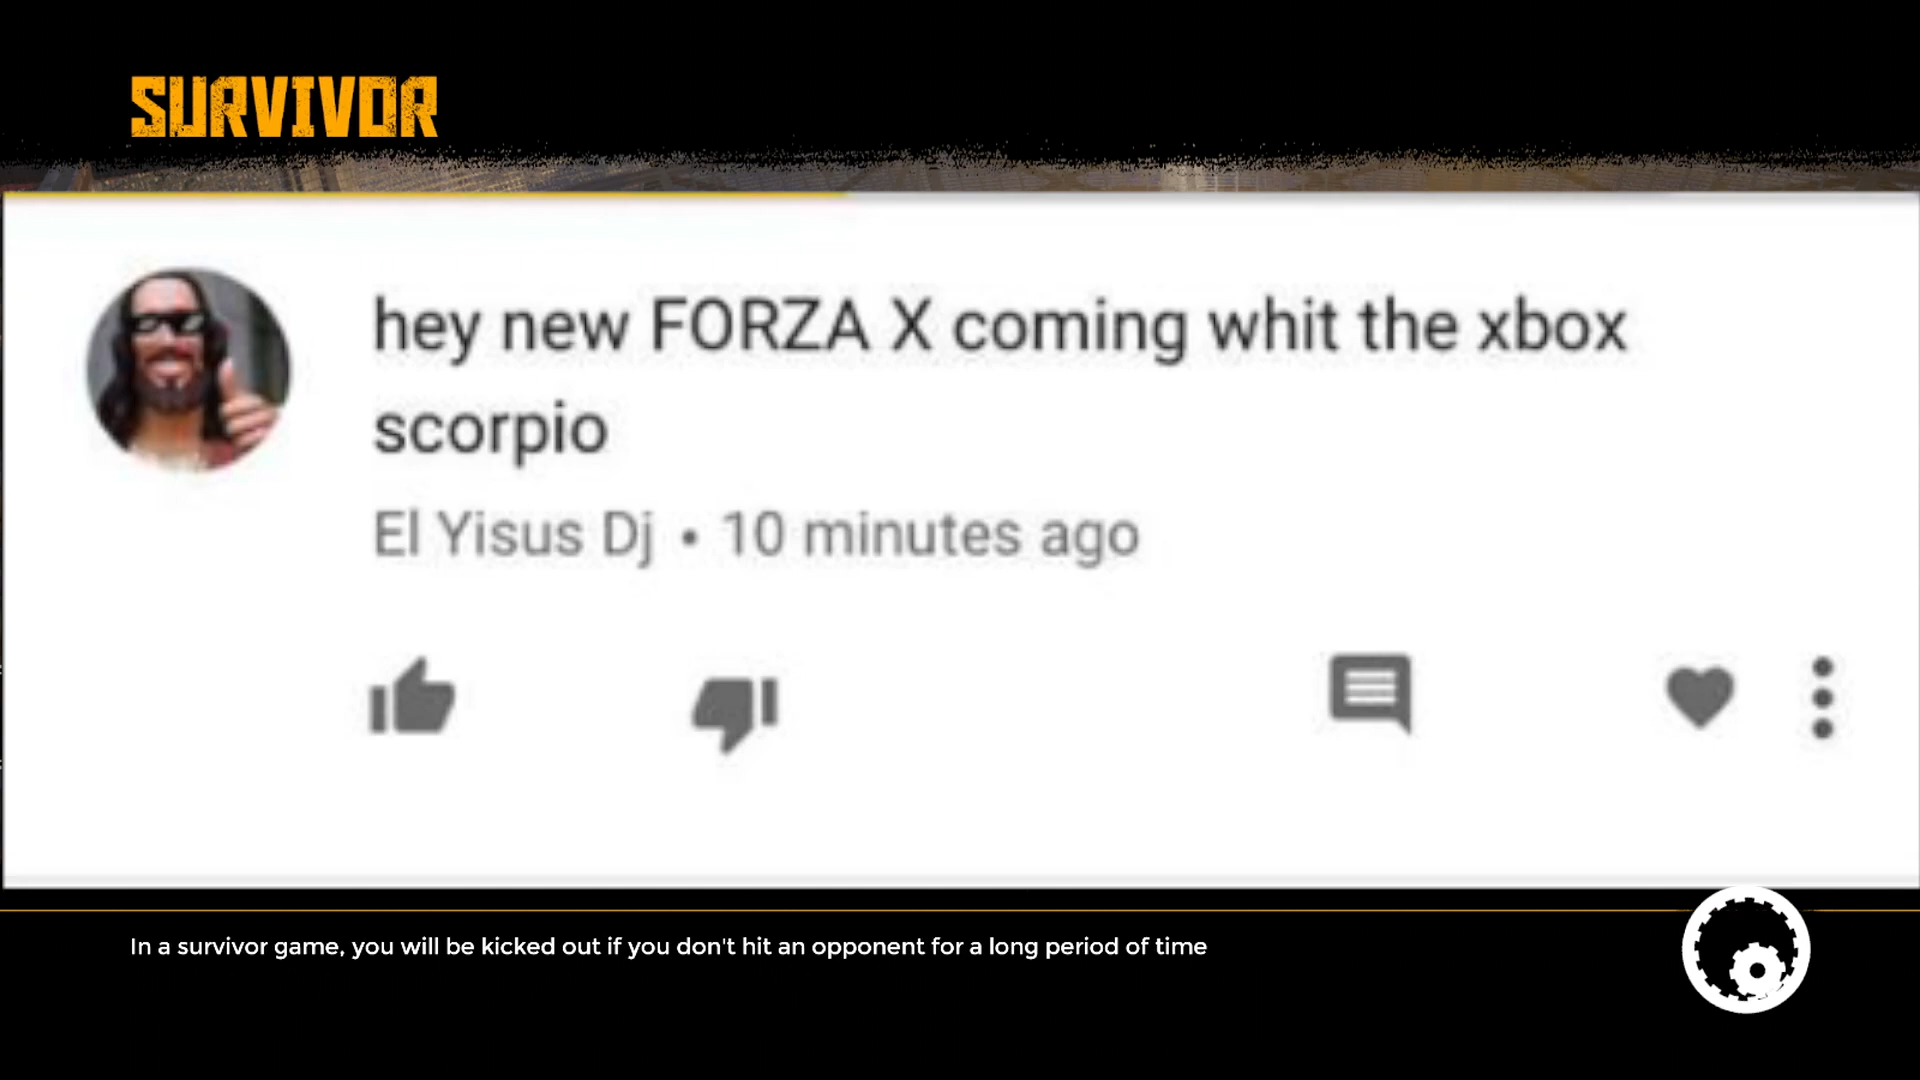 SURVIVOR
hey new FORZA X coming whit the xbox
scorpio
El Yisus Dj • 10 minutes ago
In a survivor game, you will be kicked out if you don't hit an opponent for a long period of time